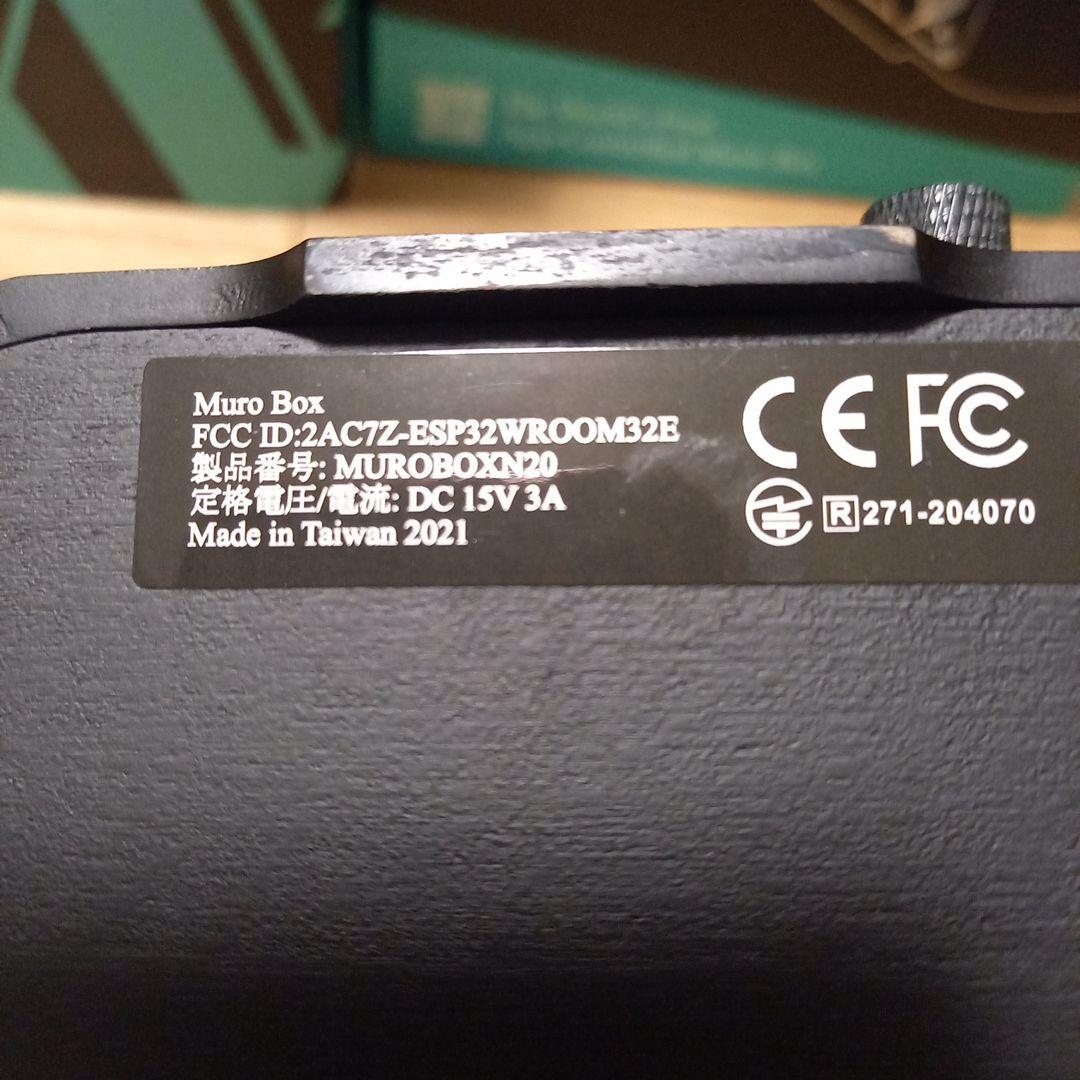 Muro Box
FCC ID:2AC7Z-ESP32WROOM32E
製品番号: MUROBOXN20
定格電圧/電流: DC 15V 3A
Made in Taiwan 2021
CE FC
R 271-204070